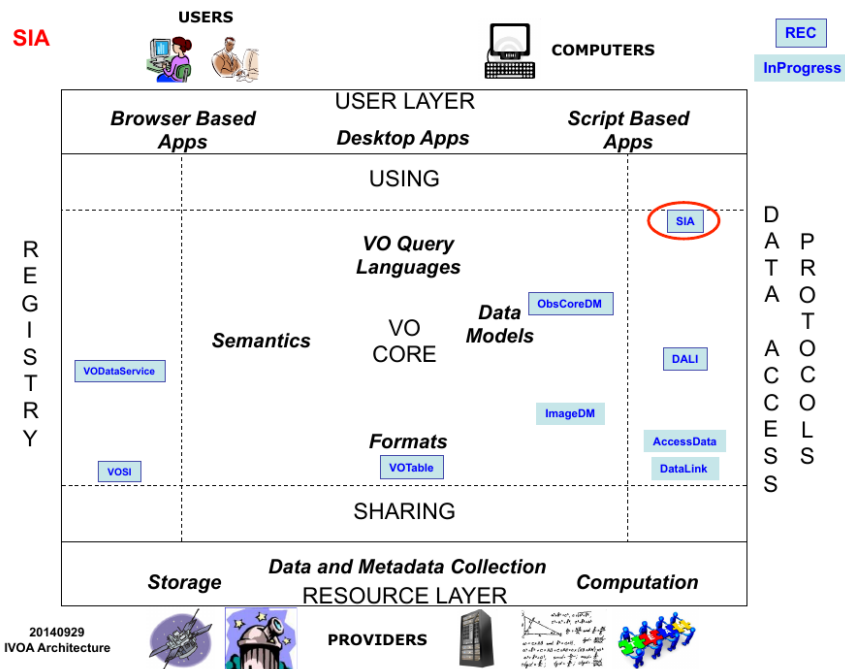 USERS
SIA
COMPUTERS
REC
InProgress
USER LAYER
Browser Based
Apps
Desktop Apps
Script Based
Apps
USING
REGISTRY
DATA ACCESS
PROTOCOLS
SIA
VO Query
Languages
ObsCoreDM
Data
Models
Semantics
VO
CORE
VODataService
DALI
ImageDM
Formats
AccessData
VOSI
VOTable
DataLink
SHARING
Data and Metadata Collection
Storage
Computation
RESOURCE LAYER
20140929
IVOA Architecture
PROVIDERS